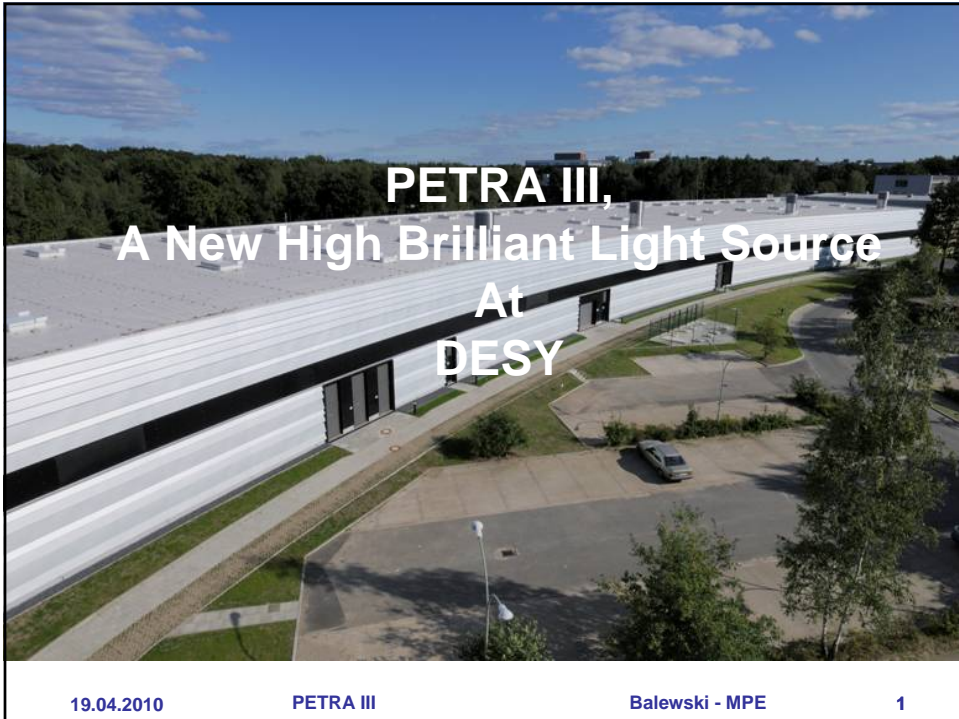 PETRA III,
A New High Brilliant Light Source
At
DESY
19.04.2010 PETRA III Balewski - MPE 1